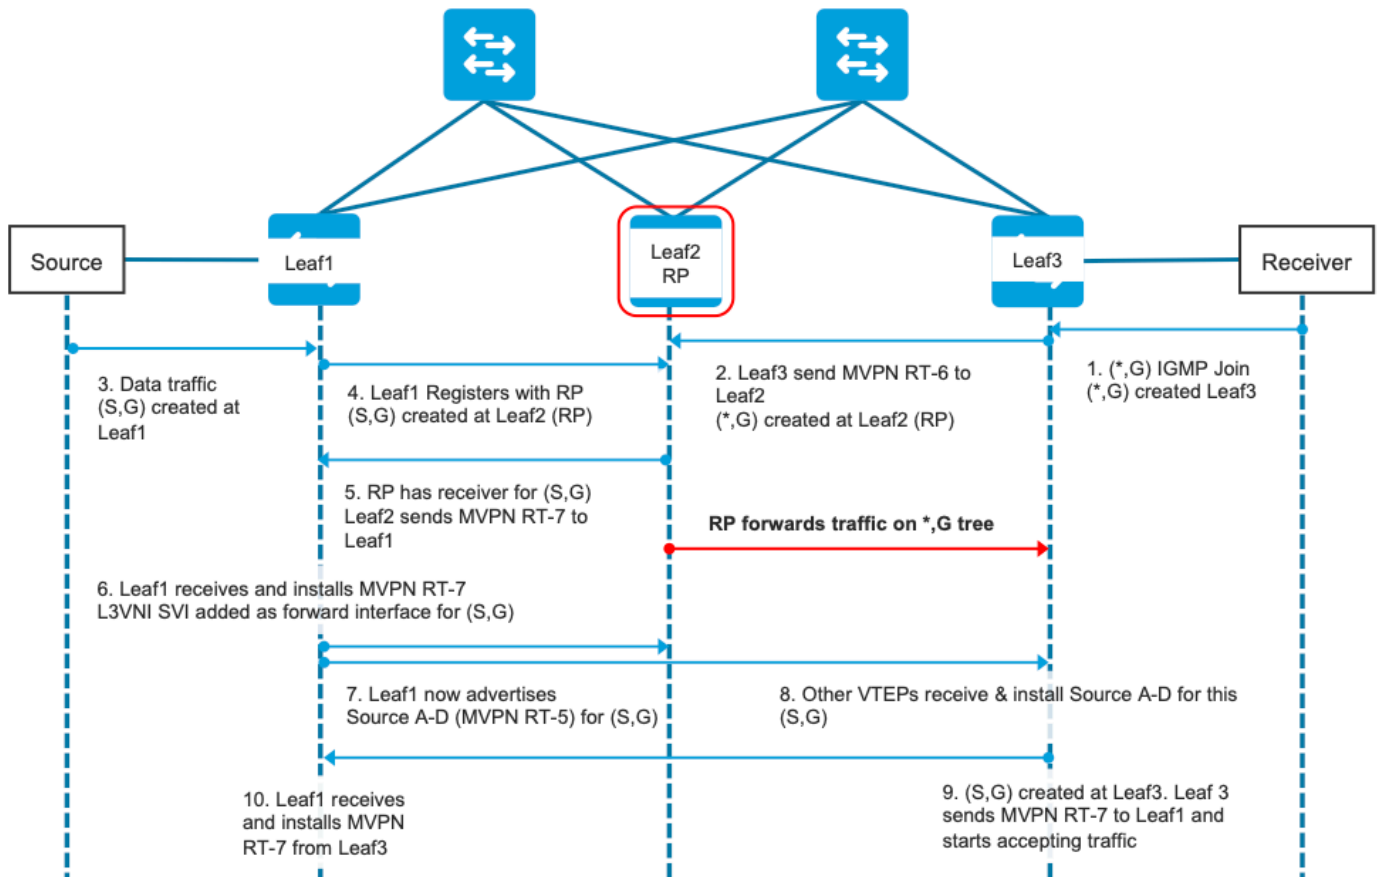 Source
Leaf1
Leaf2
RP
Leaf3
Receiver
1. (*,G) IGMP Join
(*,G) created Leaf3
2. Leaf3 send MVPN RT-6 to
Leaf2
(*,G) created at Leaf2 (RP)
3. Data traffic
(S,G) created at
Leaf1
4. Leaf1 Registers with RP
(S,G) created at Leaf2 (RP)
5. RP has receiver for (S,G)
Leaf2 sends MVPN RT-7 to
Leaf1
RP forwards traffic on *,G tree
6. Leaf1 receives and installs MVPN RT-7
L3VNI SVI added as forward interface for (S,G)
7. Leaf1 now advertises
Source A-D (MVPN RT-5) for (S,G)
8. Other VTEPs receive & install Source A-D for this
(S,G)
9. (S,G) created at Leaf3. Leaf 3
sends MVPN RT-7 to Leaf1 and
starts accepting traffic
10. Leaf1 receives
and installs MVPN
RT-7 from Leaf3